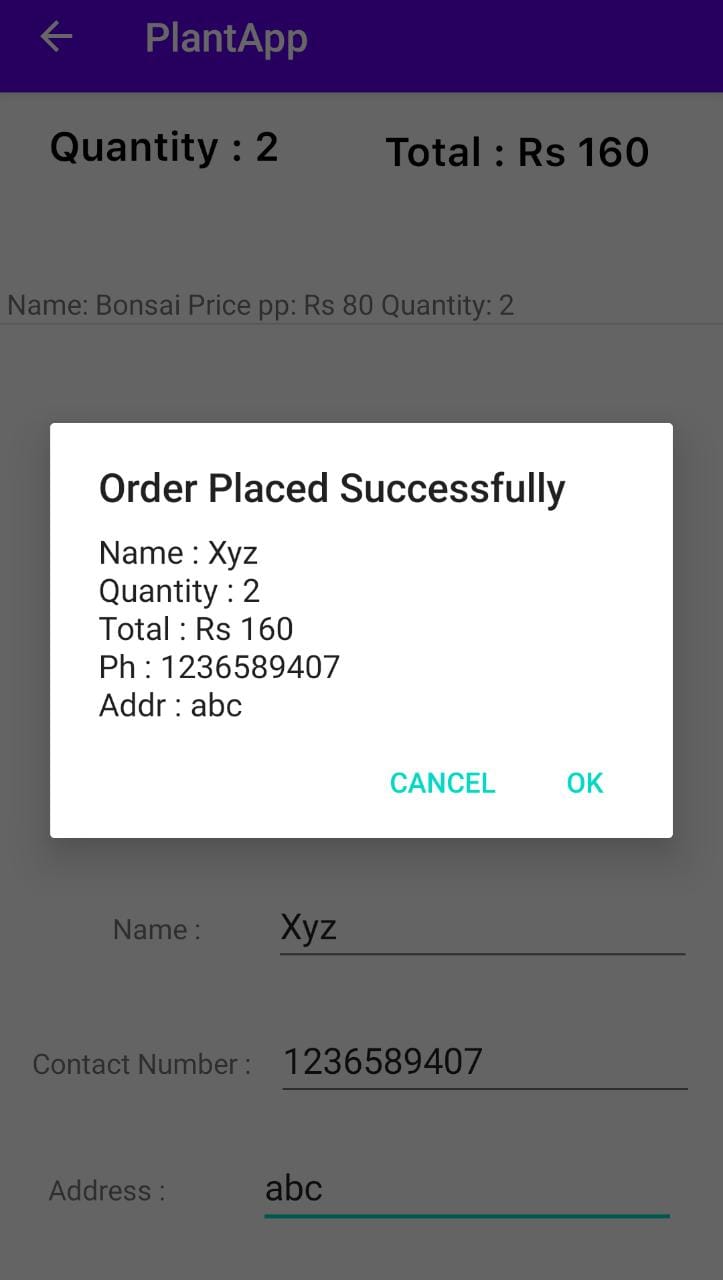 PlantApp
Quantity : 2 Total : Rs 160
Name: Bonsai Price pp: Rs 80 Quantity: 2
Order Placed Successfully
Name : Xyz
Quantity : 2
Total : Rs 160
Ph : 1236589407
Addr : abc
CANCEL OK
Name : Xyz
Contact Number : 1236589407
Address : abc